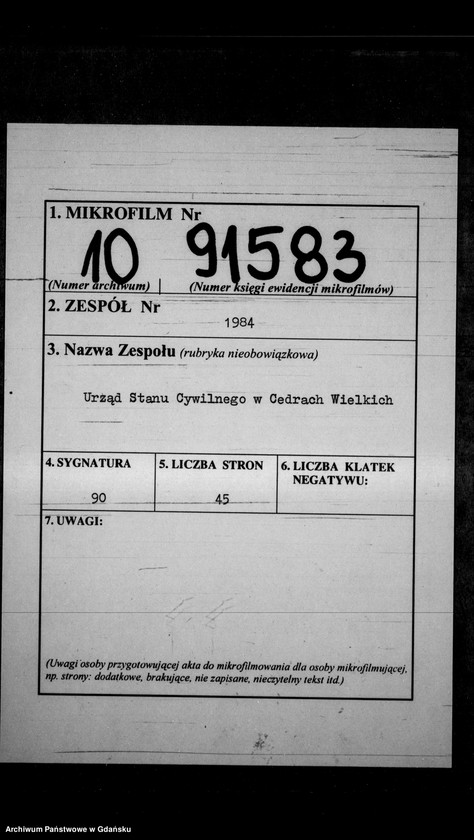 1. MIKROFILM Nr
10 91583
(Numer archiwum) (Numer księgi ewidencji mikrofilmów)
2. ZESPÓŁ Nr
1984
3. Nazwa Zespołu (rubryka nieobowiązkowa)
Urząd Stanu Cywilnego w Cedrach Wielkich
4. SYGNATURA 5. LICZBA STRON 6. LICZBA KLATEK
NEGATYWU:
90 45
7. UWAGI:
(Uwagi osoby przygotowującej akta do mikrofilmowania dla osoby mikrofilmującej,
np. strony: dodatkowe, brakujące, nie zapisane, nieczytelny tekst itd.)
Archiwum Państwowe w Gdańsku